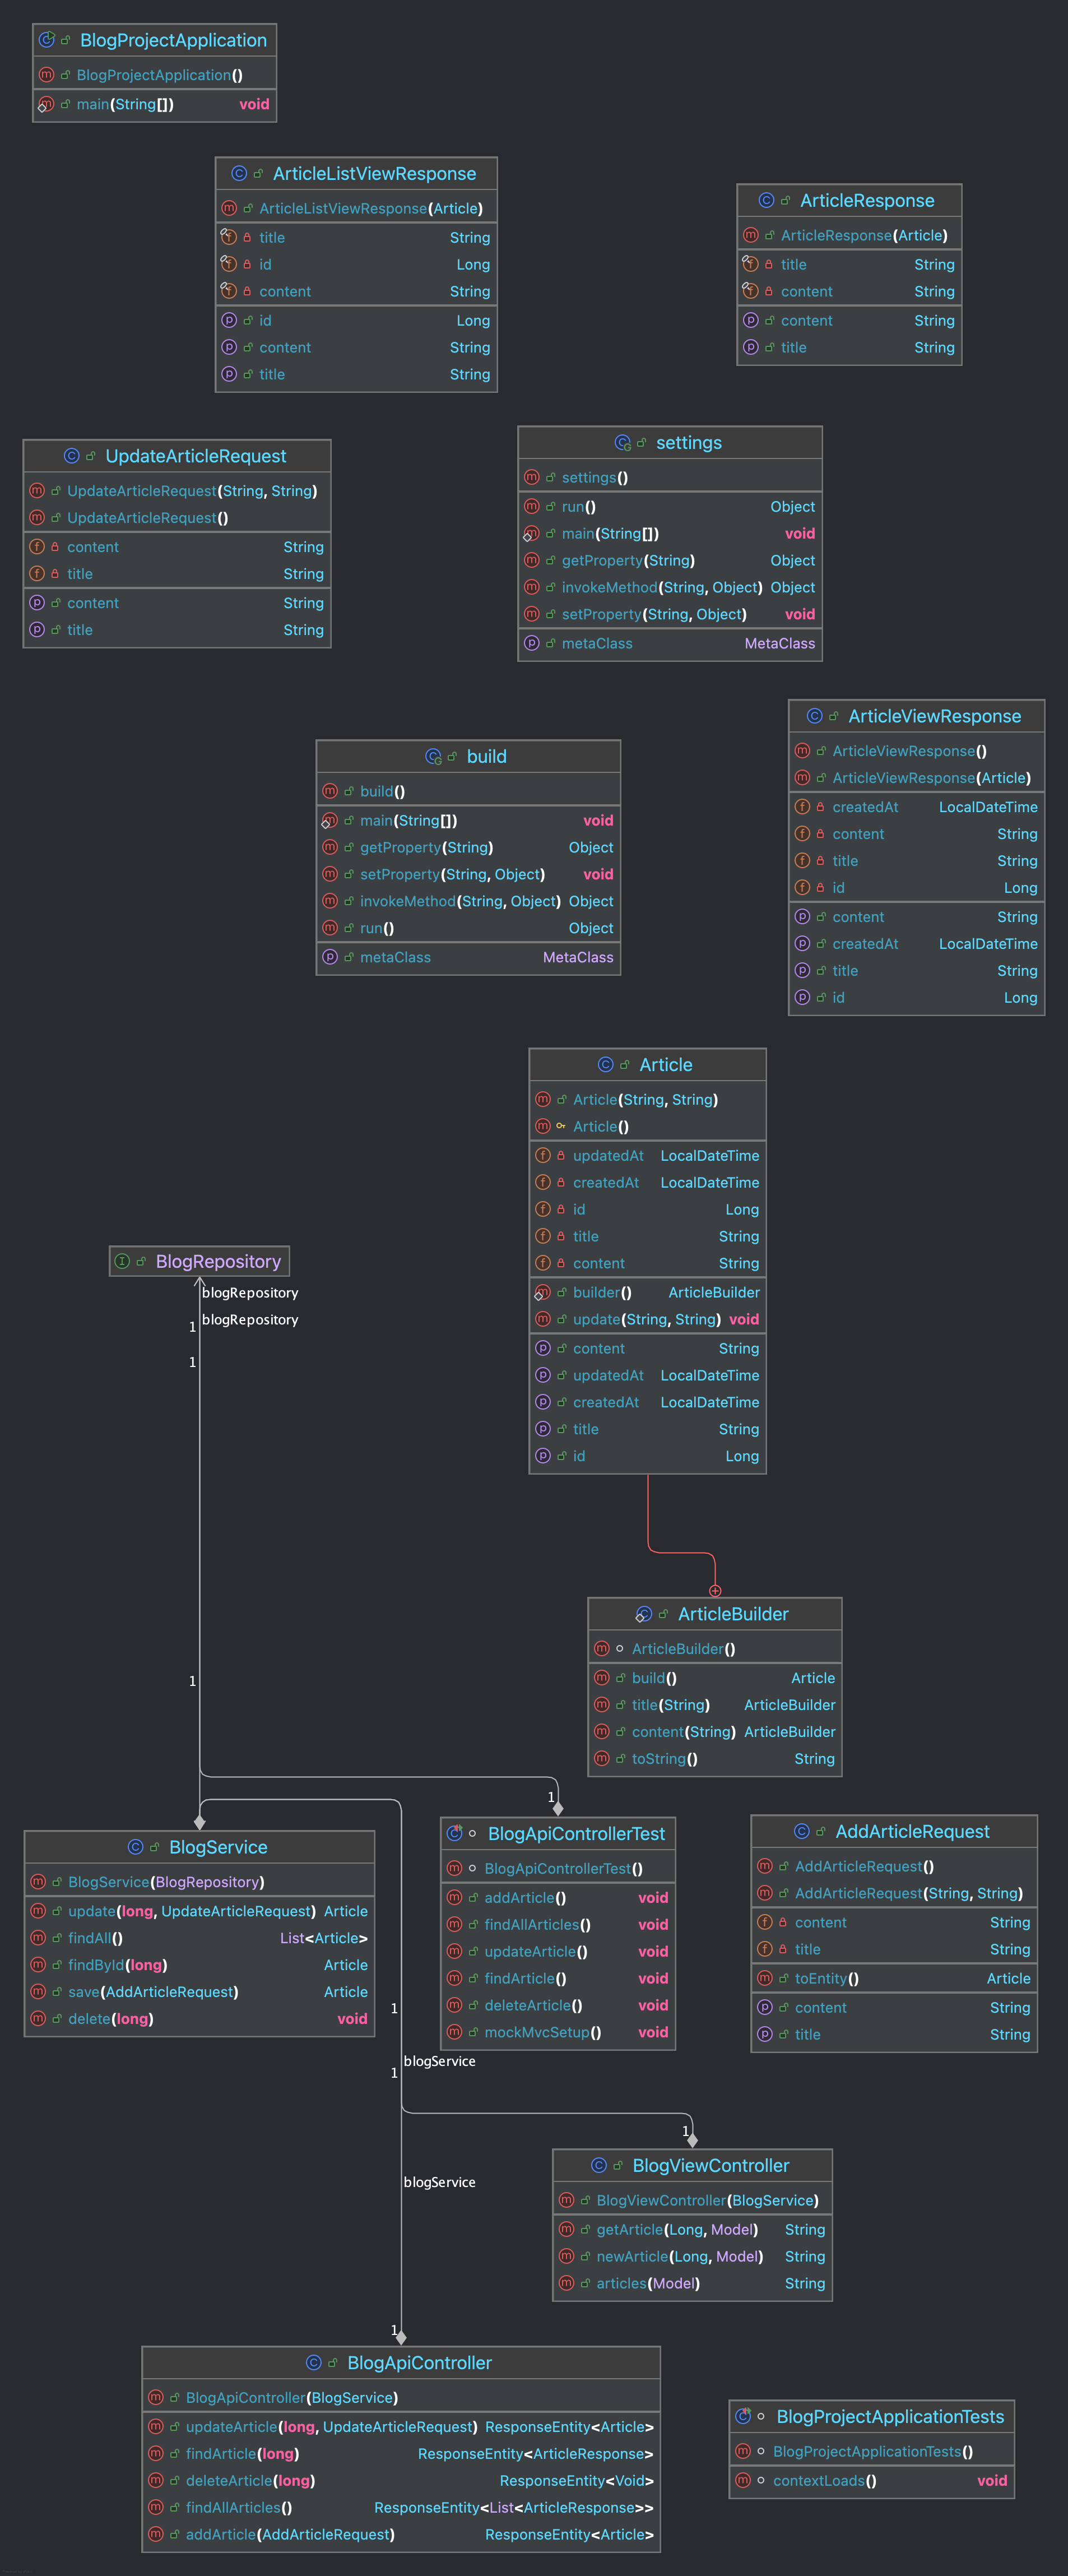 BlogProjectApplication
BlogProjectApplication()
main(String[]) void
ArticleListViewResponse
ArticleListViewResponse(Article)
title String
id Long
content String
id Long
content String
title String
ArticleResponse
ArticleResponse(Article)
title String
content String
content String
title String
UpdateArticleRequest
UpdateArticleRequest(String, String)
UpdateArticleRequest()
content String
title String
content String
title String
settings
settings()
run() Object
main(String[]) void
getProperty(String) Object
invokeMethod(String, Object) Object
setProperty(String, Object) void
metaClass MetaClass
ArticleViewResponse
ArticleViewResponse()
ArticleViewResponse(Article)
createdAt LocalDateTime
content String
title String
id Long
content String
createdAt LocalDateTime
title String
id Long
build
build()
main(String[]) void
getProperty(String) Object
setProperty(String, Object) void
invokeMethod(String, Object) Object
run() Object
metaClass MetaClass
Article
Article(String, String)
Article()
updatedAt LocalDateTime
createdAt LocalDateTime
id Long
title String
content String
builder() ArticleBuilder
update(String, String) void
content String
updatedAt LocalDateTime
createdAt LocalDateTime
title String
id Long
BlogRepository
blogRepository
blogRepository
1
1
1
ArticleBuilder
ArticleBuilder()
build() Article
title(String) ArticleBuilder
content(String) ArticleBuilder
toString() String
1
BlogService
BlogService(BlogRepository)
update(long, UpdateArticleRequest) Article
findAll() List<Article>
findById(long) Article
save(AddArticleRequest) Article
delete(long) void
BlogApiControllerTest
BlogApiControllerTest()
addArticle() void
findAllArticles() void
updateArticle() void
findArticle() void
deleteArticle() void
mockMvcSetup() void
AddArticleRequest
AddArticleRequest()
AddArticleRequest(String, String)
content String
title String
toEntity() Article
content String
title String
1
blogService
1
1
blogService
BlogViewController
BlogViewController(BlogService)
getArticle(Long, Model) String
newArticle(Long, Model) String
articles(Model) String
1
BlogApiController
BlogApiController(BlogService)
updateArticle(long, UpdateArticleRequest) ResponseEntity<Article>
findArticle(long) ResponseEntity<ArticleResponse>
deleteArticle(long) ResponseEntity<Void>
findAllArticles() ResponseEntity<List<ArticleResponse>>
addArticle(AddArticleRequest) ResponseEntity<Article>
BlogProjectApplicationTests
BlogProjectApplicationTests()
contextLoads() void